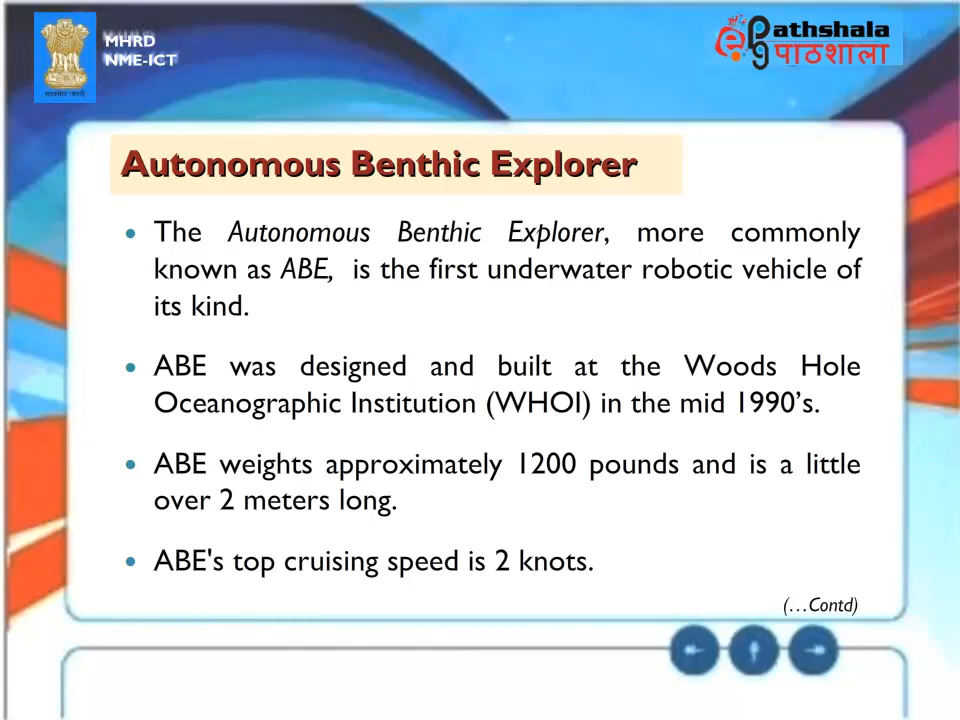 MHRD
NME-ICT
ePathshala
पाठशाला
Autonomous Benthic Explorer
• The Autonomous Benthic Explorer, more commonly
known as ABE, is the first underwater robotic vehicle of
its kind.
• ABE was designed and built at the Woods Hole
Oceanographic Institution (WHOI) in the mid 1990’s.
• ABE weights approximately 1200 pounds and is a little
over 2 meters long.
• ABE's top cruising speed is 2 knots.
(…Contd)